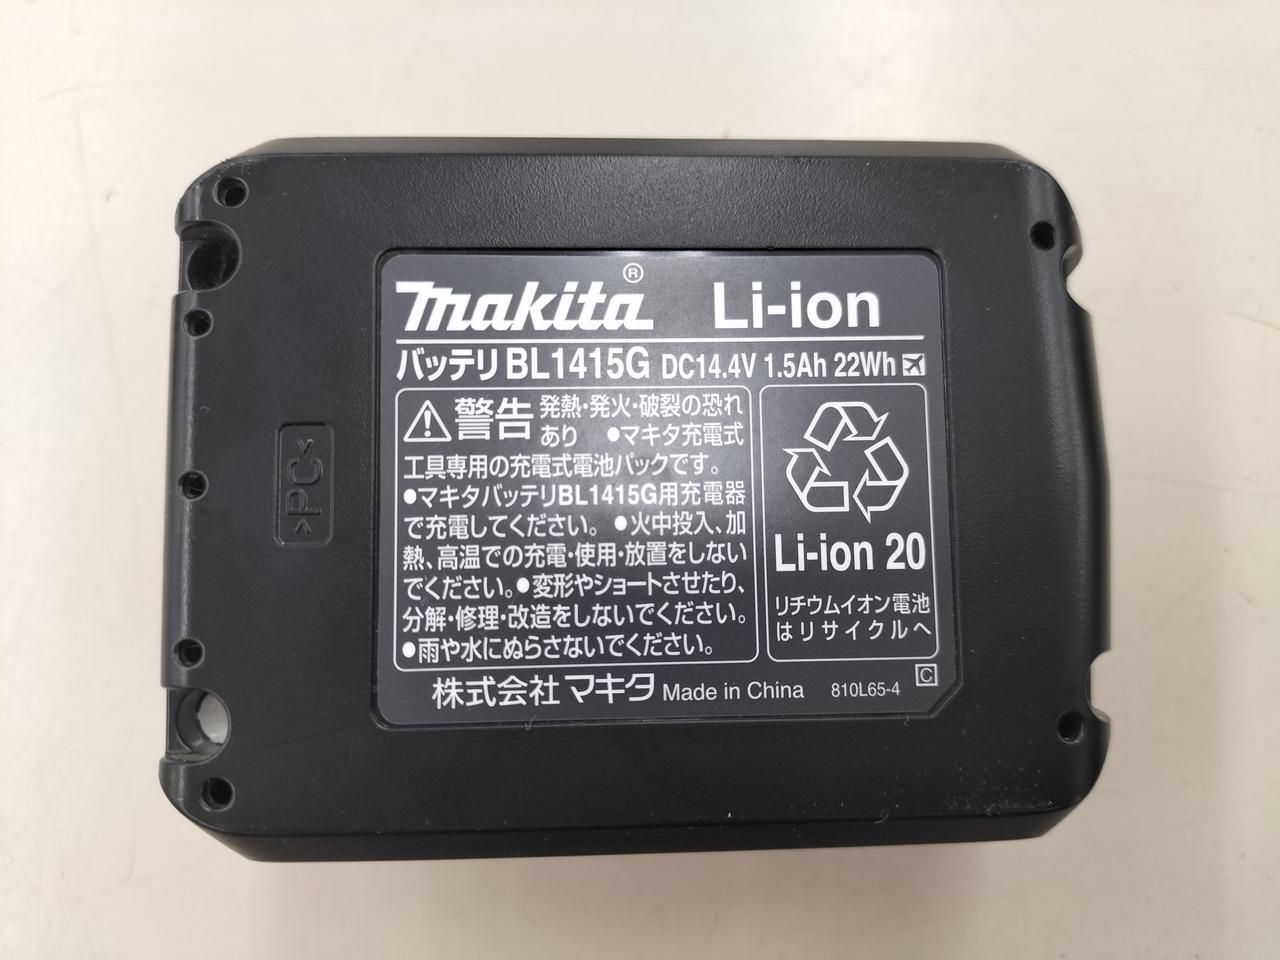 makita® Li-ion
バッテリ BL1415G DC14.4V 1.5Ah 22Wh
警告 発熱・発火・破裂の恐れ
あり ●マキタ充電式
工具専用の充電式電池パックです。
●マキタバッテリBL1415G用充電器
で充電してください。 ●火中投入、加
熱、高温での充電・使用・放置をしない
でください。●変形やショートさせたり、
分解・修理・改造をしないでください。
●雨や水にぬらさないでください。
Li-ion 20
リチウムイオン電池
はリサイクルへ
株式会社マキタ Made in China 810L65-4 C
>PC<